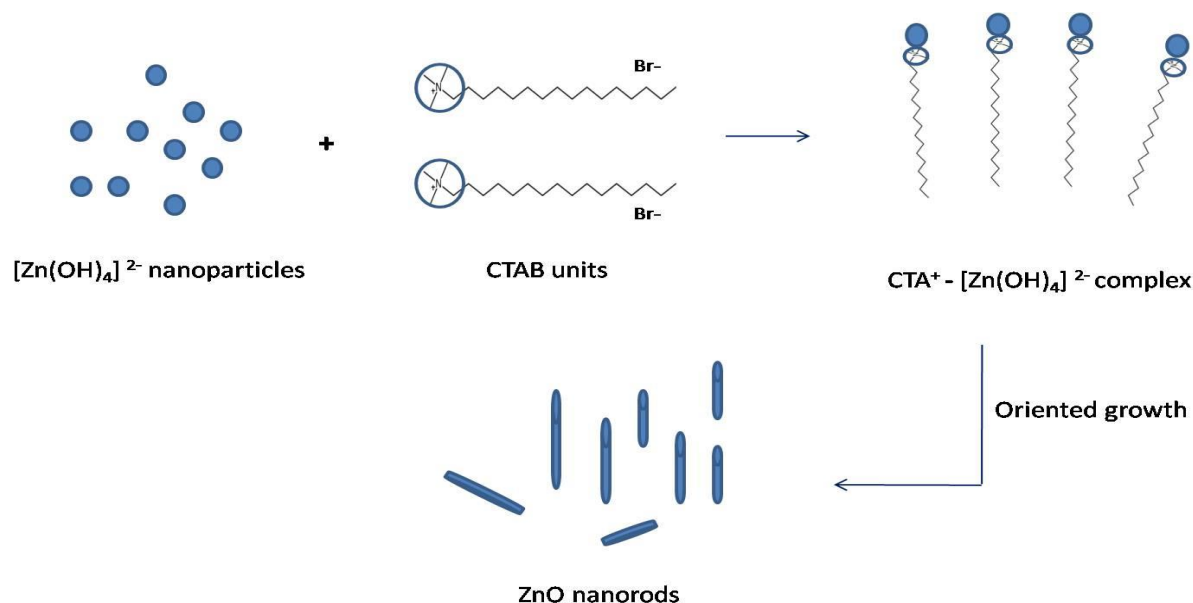 Br–
N
+
+
N
+
Br–
[Zn(OH)₄] ²⁻ nanoparticles
CTAB units
CTA⁺ - [Zn(OH)₄] ²⁻ complex
Oriented growth
ZnO nanorods